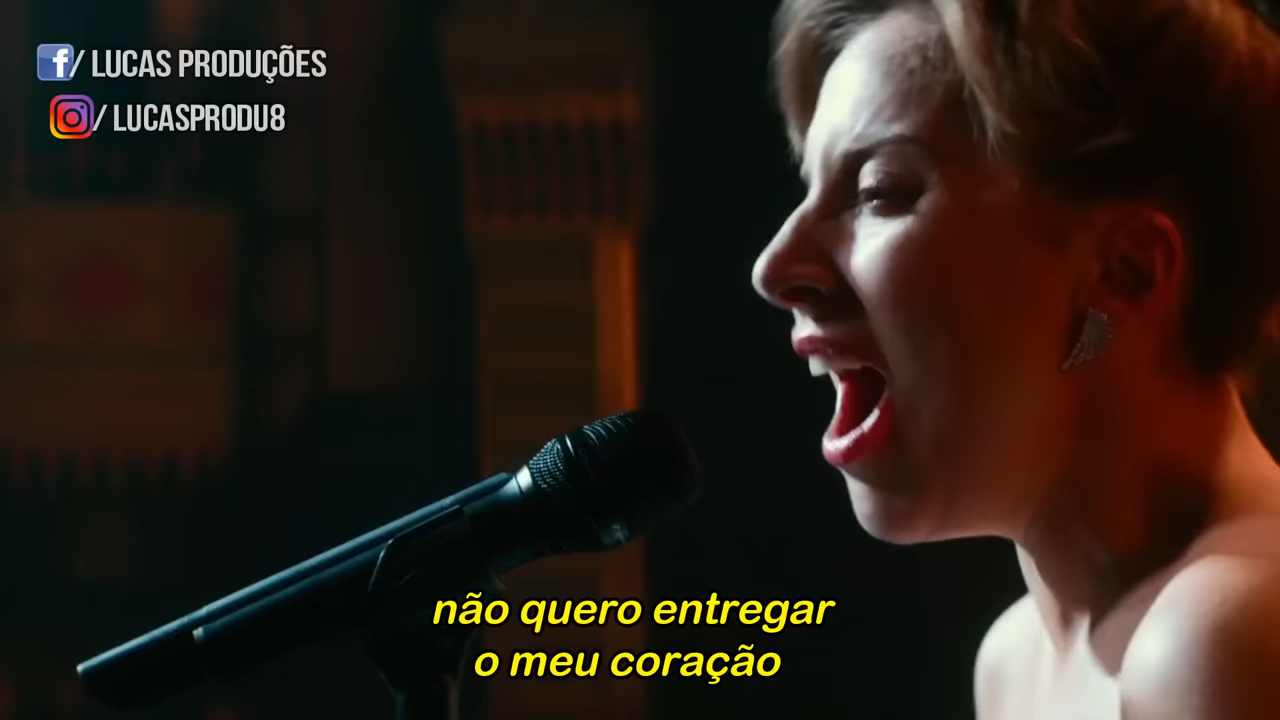 f/ LUCAS PRODUÇÕES
/ LUCASPRODU8
não quero entregar
o meu coração